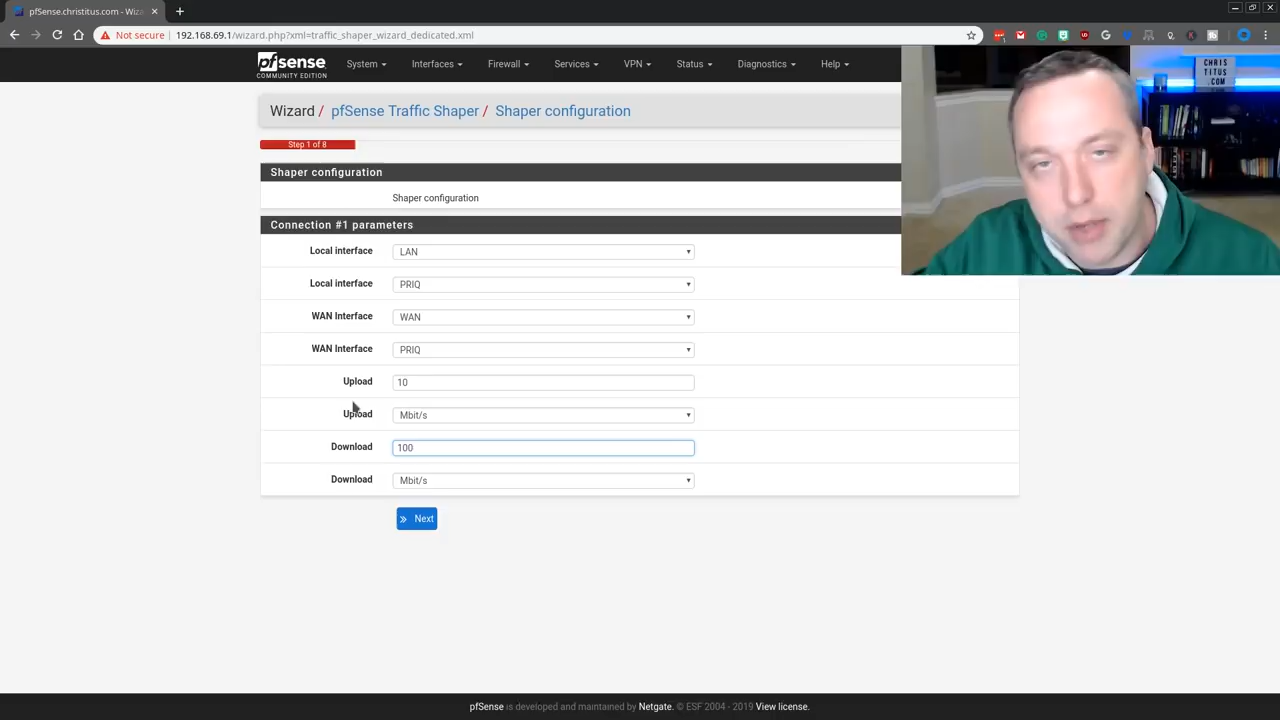 pfSense.christitus.com - Wiza
Not secure
192.168.69.1/wizard.php?xml=traffic_shaper_wizard_dedicated.xml
pfsense
COMMUNITY EDITION
System
Interfaces
Firewall
Services
VPN
Status
Diagnostics
Help
CHRIS
TITUS
.COM
Wizard / pfSense Traffic Shaper / Shaper configuration
Step 1 of 8
Shaper configuration
Shaper configuration
Connection #1 parameters
Local interface LAN
Local interface PRIQ
WAN Interface WAN
WAN Interface PRIQ
Upload 10
Upload Mbit/s
Download 100
Download Mbit/s
Next
pfSense is developed and maintained by Netgate. © ESF 2004 - 2019 View license.